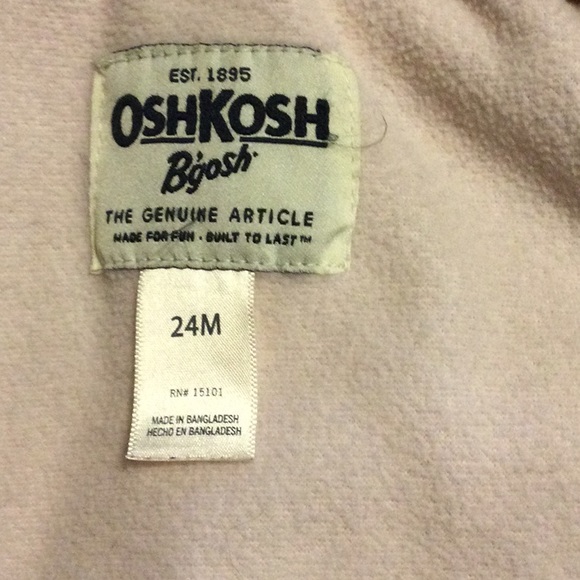 EST. 1895
OSHKOSH
B'gosh
THE GENUINE ARTICLE
MADE FOR FUN • BUILT TO LAST™
24M
RN# 15101
MADE IN BANGLADESH
HECHO EN BANGLADESH